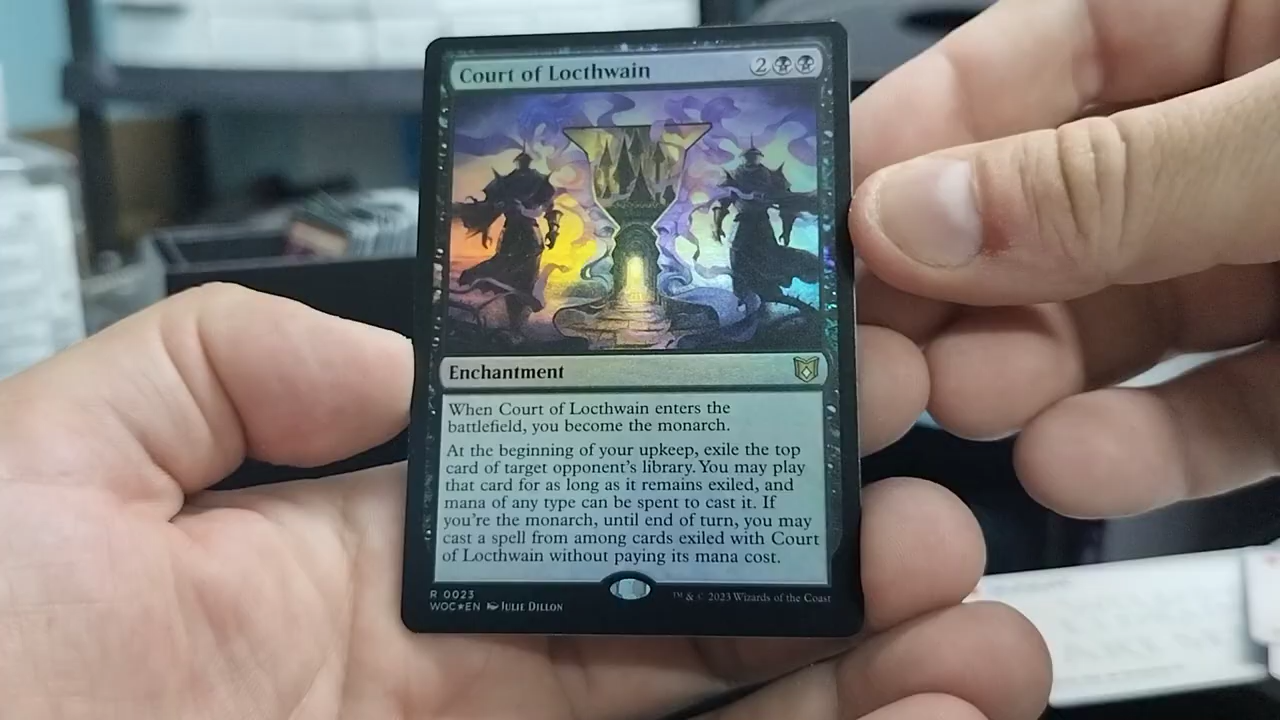 Court of Locthwain 2
Enchantment
When Court of Locthwain enters the
battlefield, you become the monarch.
At the beginning of your upkeep, exile the top
card of target opponent's library. You may play
that card for as long as it remains exiled, and
mana of any type can be spent to cast it. If
you're the monarch, until end of turn, you may
cast a spell from among cards exiled with Court
of Locthwain without paying its mana cost.
R 0023
WOC★EN JULIE DILLON
™ & © 2023 Wizards of the Coast